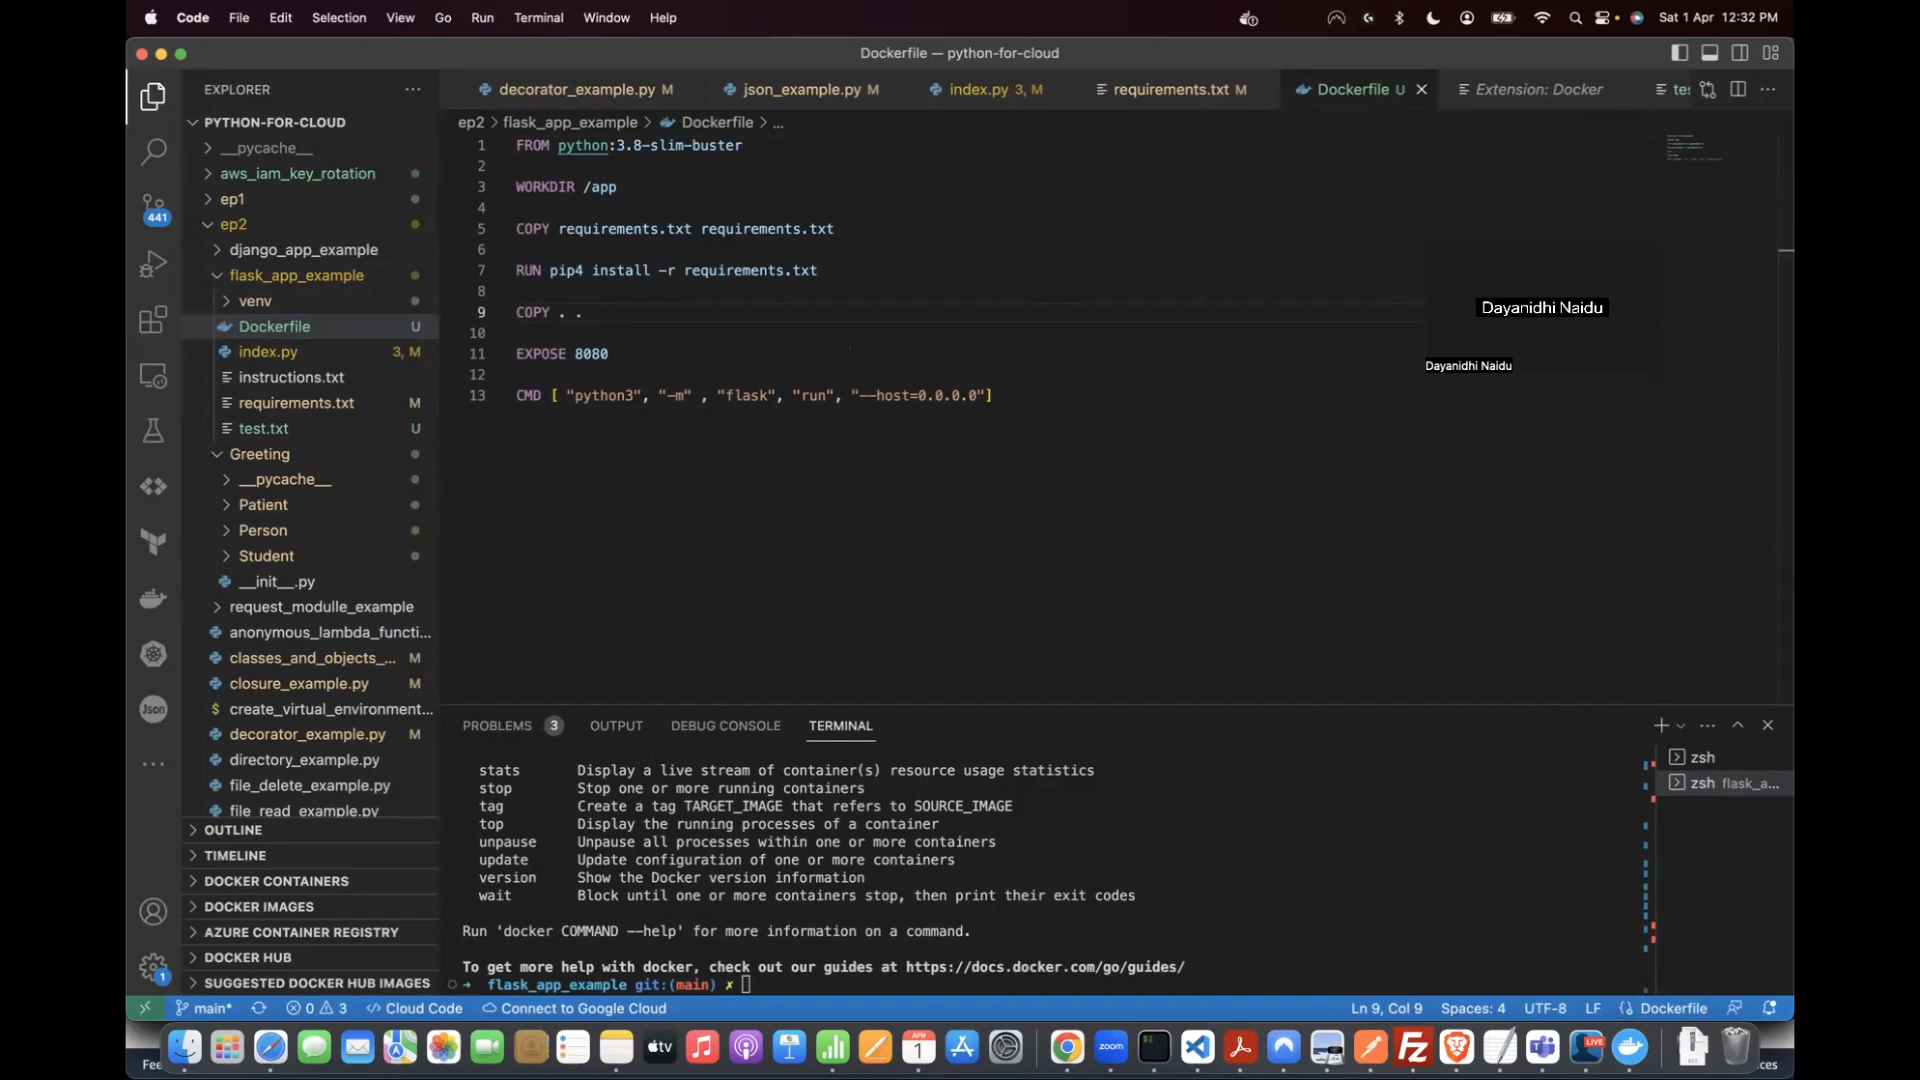 Code File Edit Selection View Go Run Terminal Window Help Sat 1 Apr 12:32 PM
Dockerfile — python-for-cloud
EXPLORER
decorator_example.py M json_example.py M index.py 3, M requirements.txt M Dockerfile U Extension: Docker
PYTHON-FOR-CLOUD
__pycache__
aws_iam_key_rotation
ep1
ep2
django_app_example
flask_app_example
venv
Dockerfile U
index.py 3, M
instructions.txt
requirements.txt M
test.txt U
Greeting
__pycache__
Patient
Person
Student
__init__.py
request_modulle_example
anonymous_lambda_functi...
classes_and_objects_... M
closure_example.py M
create_virtual_environment...
decorator_example.py M
directory_example.py
file_delete_example.py
file_read_example.py
OUTLINE
TIMELINE
DOCKER CONTAINERS
DOCKER IMAGES
AZURE CONTAINER REGISTRY
DOCKER HUB
SUGGESTED DOCKER HUB IMAGES
441
Json
1
ep2 > flask_app_example > Dockerfile > ...
1 FROM python:3.8-slim-buster
2
3 WORKDIR /app
4
5 COPY requirements.txt requirements.txt
6
7 RUN pip4 install -r requirements.txt
8
9 COPY . .
10
11 EXPOSE 8080
12
13 CMD [ "python3", "-m" , "flask", "run", "--host=0.0.0.0"]
Dayanidhi Naidu
Dayanidhi Naidu
PROBLEMS 3 OUTPUT DEBUG CONSOLE TERMINAL
stats Display a live stream of container(s) resource usage statistics
stop Stop one or more running containers
tag Create a tag TARGET_IMAGE that refers to SOURCE_IMAGE
top Display the running processes of a container
unpause Unpause all processes within one or more containers
update Update configuration of one or more containers
version Show the Docker version information
wait Block until one or more containers stop, then print their exit codes
Run 'docker COMMAND --help' for more information on a command.
To get more help with docker, check out our guides at https://docs.docker.com/go/guides/
flask_app_example git:(main) ✗
zsh
zsh flask_a...
main* 0 3 Cloud Code Connect to Google Cloud Ln 9, Col 9 Spaces: 4 UTF-8 LF Dockerfile
APR
1
tv
zoom
LIVE